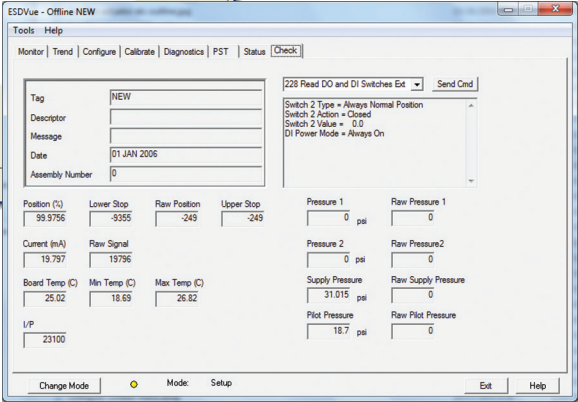 ESDVue - Offline NEW
Tools Help
Monitor Trend Configure Calibrate Diagnostics PST Status Check
Tag NEW
Descriptor
Message
Date 01 JAN 2006
Assembly Number 0
228 Read DO and DI Switches Ext Send Cmd
Switch 2 Type = Always Normal Position
Switch 2 Action = Closed
Switch 2 Value = 0.0
DI Power Mode = Always On
Position (%) Lower Stop Raw Position Upper Stop
99.9756 -9355 -249 -249
Current (mA) Raw Signal
19.797 19796
Board Temp (C) Min Temp (C) Max Temp (C)
25.02 18.69 26.82
I/P
23100
Pressure 1 Raw Pressure 1
0 psi 0
Pressure 2 Raw Pressure2
0 psi 0
Supply Pressure Raw Supply Pressure
31.015 psi 0
Pilot Pressure Raw Pilot Pressure
18.7 psi 0
Change Mode Mode: Setup Exit Help